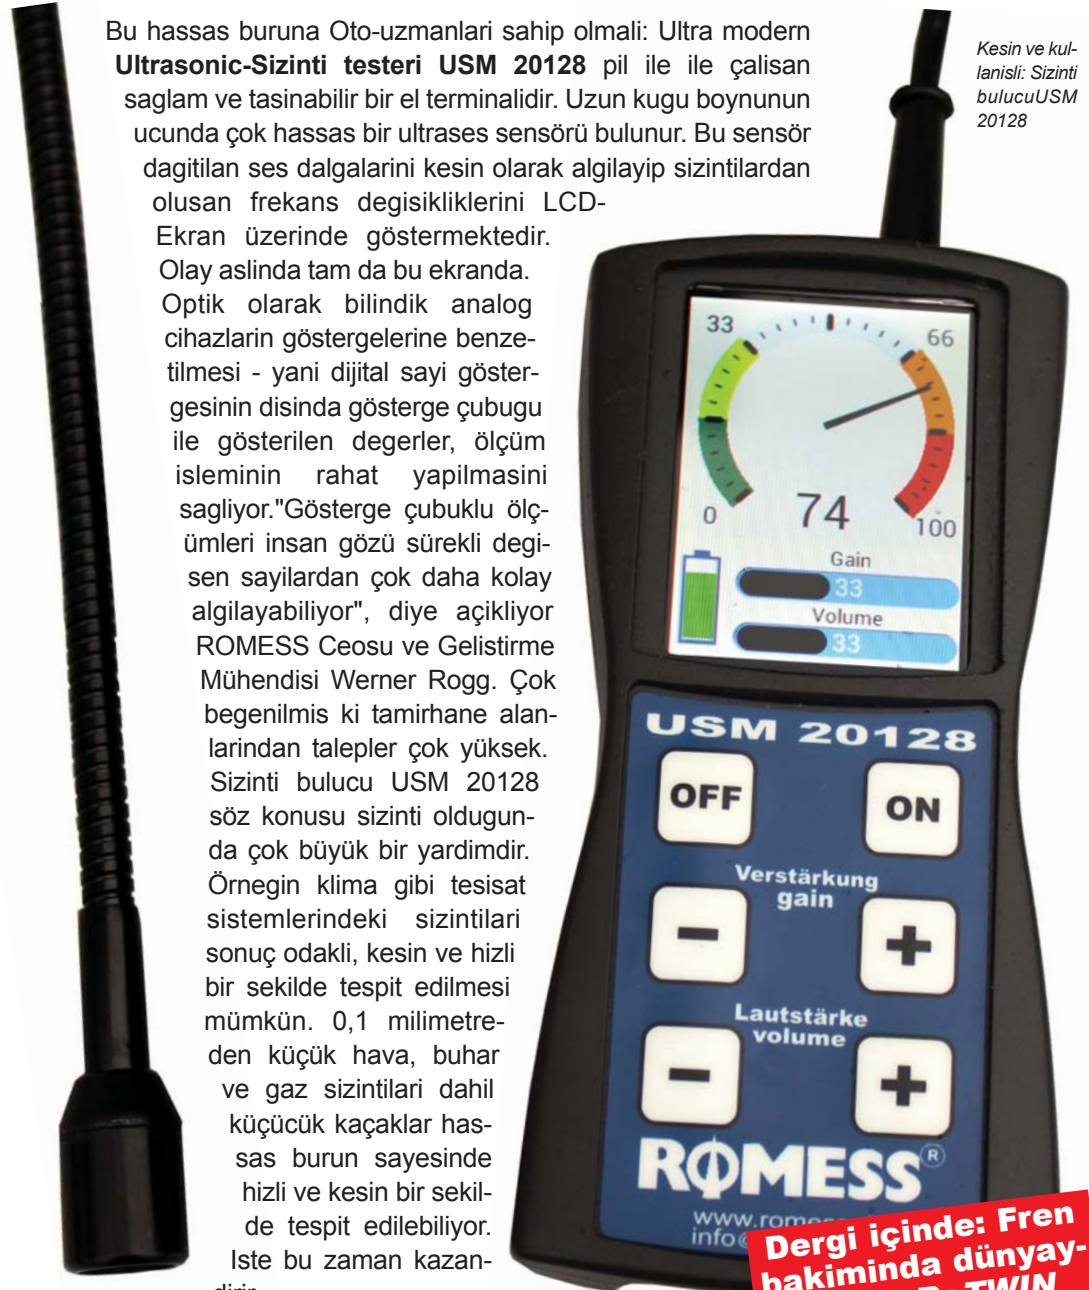 Bu hassas buruna Oto-uzmanlari sahip olmali: Ultra modern
Ultrasonic-Sizinti testeri USM 20128 pil ile ile çalisan
saglam ve tasinabilir bir el terminalidir. Uzun kugu boynunun
ucunda çok hassas bir ultrases sensörü bulunur. Bu sensör
dagitilan ses dalgalarini kesin olarak algilayip sizintilardan
olusan frekans degisikliklerini LCD-
Ekran üzerinde göstermektedir.
Olay aslinda tam da bu ekranda.
Optik olarak bilindik analog
cihazlarin göstergelerine benze-
tilmesi - yani dijital sayi göster-
gesinin disinda gösterge çubugu
ile gösterilen degerler, ölçüm
isleminin rahat yapilmasini
sagliyor."Gösterge çubuklu ölç-
ümleri insan gözü sürekli degi-
sen sayilardan çok daha kolay
algilayabiliyor", diye açikliyor
ROMESS Ceosu ve Gelistirme
Mühendisi Werner Rogg. Çok
begenilmis ki tamirhane alan-
larindan talepler çok yüksek.
Sizinti bulucu USM 20128
söz konusu sizinti oldugun-
da çok büyük bir yardimdir.
Örnegin klima gibi tesisat
sistemlerindeki sizintilari
sonuç odakli, kesin ve hizli
bir sekilde tespit edilmesi
mümkün. 0,1 milimetre-
den küçük hava, buhar
ve gaz sizintilari dahil
küçücük kaçaklar has-
sas burun sayesinde
hizli ve kesin bir sekil-
de tespit edilebiliyor.
Iste bu zaman kazan-
Kesin ve kul-
lanisli: Sizinti
bulucuUSM
20128
33
66
0
74
100
Gain
33
Volume
33
USM 20128
OFF
ON
Verstärkung
gain
-
+
Lautstärke
volume
-
+
ROMESS®
Dergi içinde: Fren
bakiminda dünyay-
TWIN